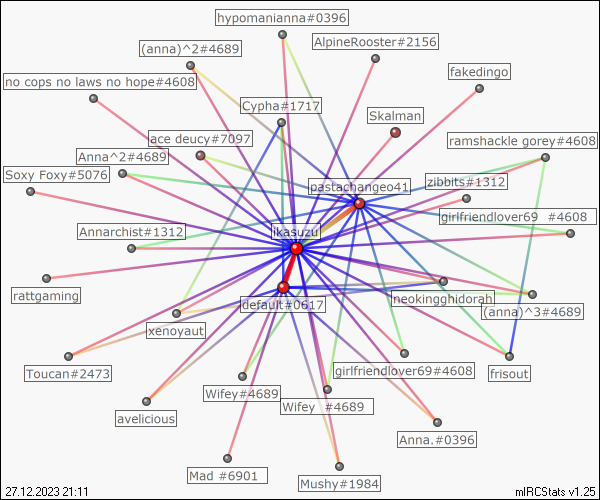 hypomanianna#0396
AlpineRooster#2156
(anna)^2#4689
fakedingo
no cops no laws no hope#4608
Cypha#1717
Skalman
ace deucy#7097
ramshackle gorey#4608
Anna^2#4689
Soxy Foxy#5076
zibbits#1312
pastachangeo41
girlfriendlover69 #4608
Annarchist#1312
ikasuzu
rattgaming
neokingghidorah
default#0617
(anna)^3#4689
xenoyaut
Toucan#2473
girlfriendlover69#4608
frisout
Wifey#4689
Wifey #4689
avelicious
Anna.#0396
Mad #6901
Mushy#1984
27.12.2023 21:11
mIRCStats v1.25